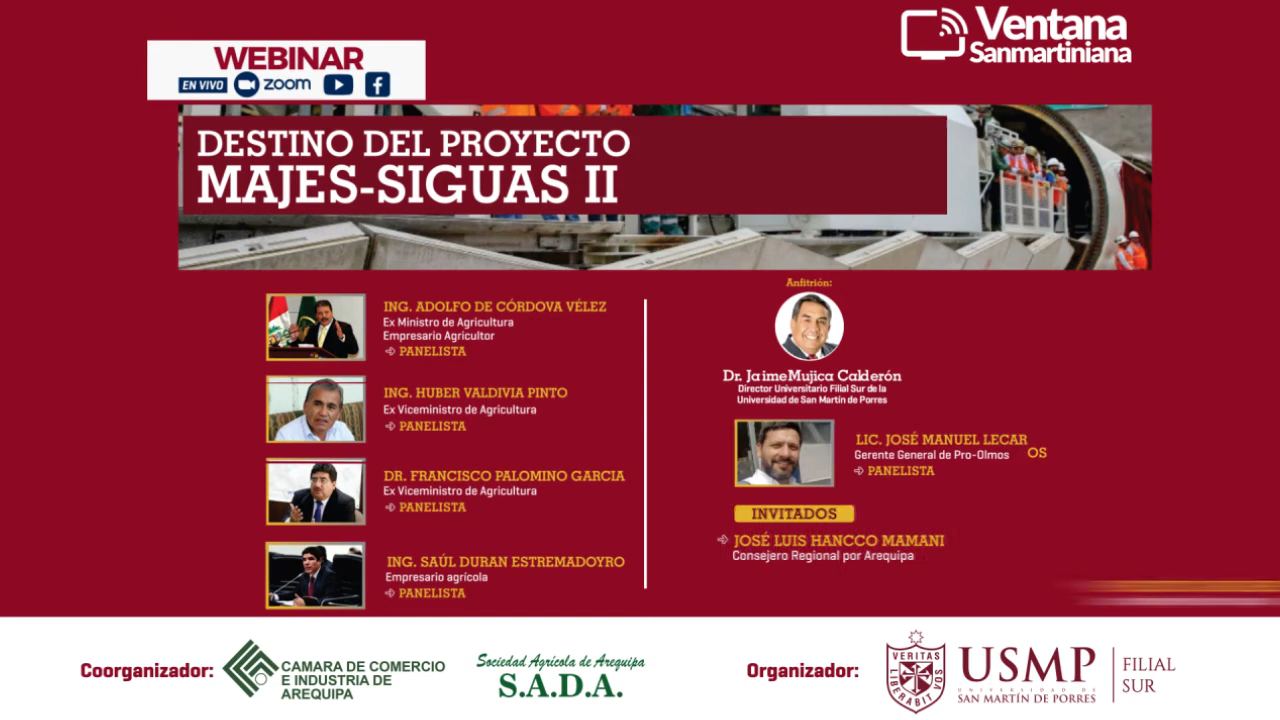 Ventana
Sanmartiniana
WEBINAR
EN VIVO zoom
DESTINO DEL PROYECTO
MAJES-SIGUAS II
ING. ADOLFO DE CÓRDOVA VÉLEZ
Ex Ministro de Agricultura
Empresario Agricultor
PANELISTA
ING. HUBER VALDIVIA PINTO
Ex Viceministro de Agricultura
PANELISTA
DR. FRANCISCO PALOMINO GARCIA
Ex Viceministro de Agricultura
PANELISTA
ING. SAÚL DURAN ESTREMADOYRO
Empresario agrícola
PANELISTA
Anfitrión:
Dr. JaimeMujica Calderón
Director Universitario Filial Sur de la
Universidad de San Martín de Porres
LIC. JOSÉ MANUEL LECAR
OS
Gerente General de Pro-Olmos
PANELISTA
INVITADOS
JOSÉ LUIS HANCCO MAMANI
Consejero Regional por Arequipa
Coorganizador:
CAMARA DE COMERCIO
E INDUSTRIA DE
AREQUIPA
Sociedad Agrícola de Arequipa
S.A.D.A.
Organizador:
VERITAS
LIBERABIT VOS
USMP
UNIVERSIDAD DE
SAN MARTÍN DE PORRES
FILIAL
SUR